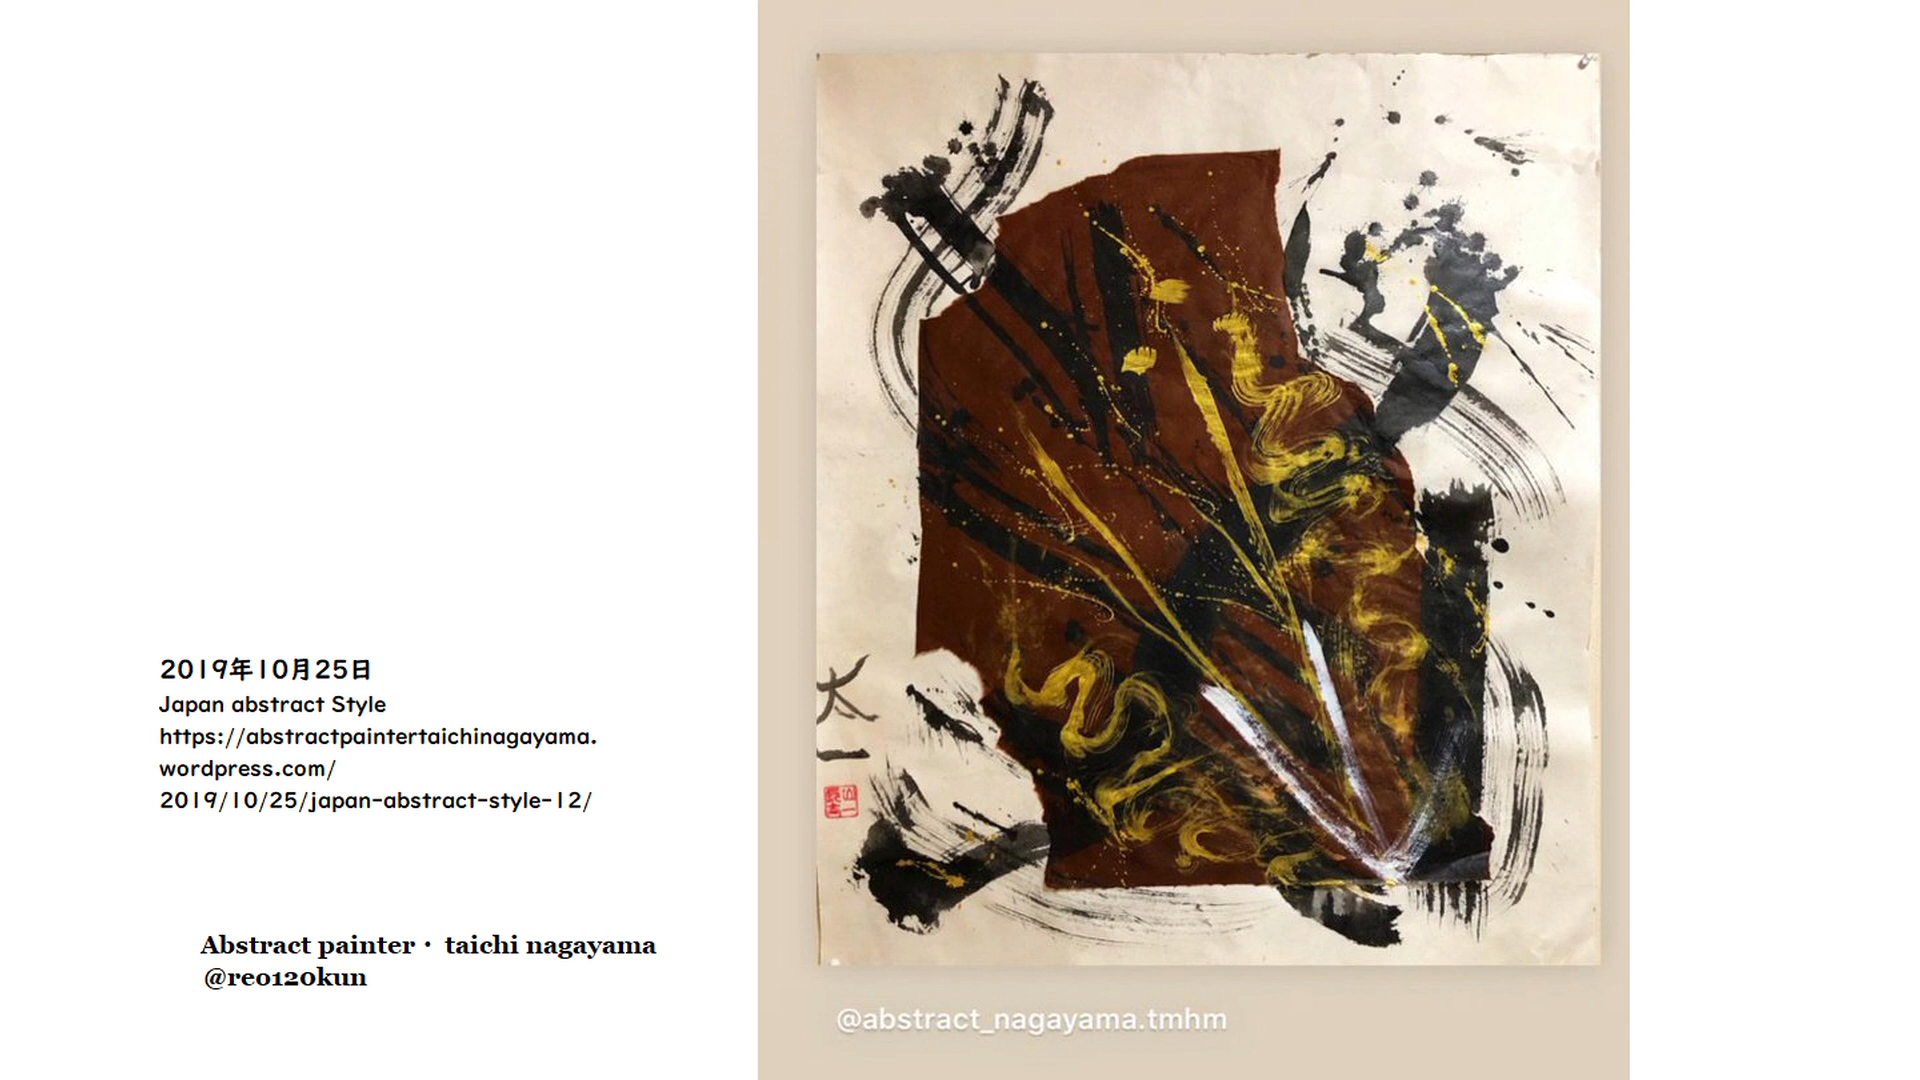 2019年10月25日
Japan abstract Style
https://abstractpaintertaichinagayama.
wordpress.com/
2019/10/25/japan-abstract-style-12/
Abstract painter・ taichi nagayama
@reo120kun
太
一
@abstract_nagayama.tmhm